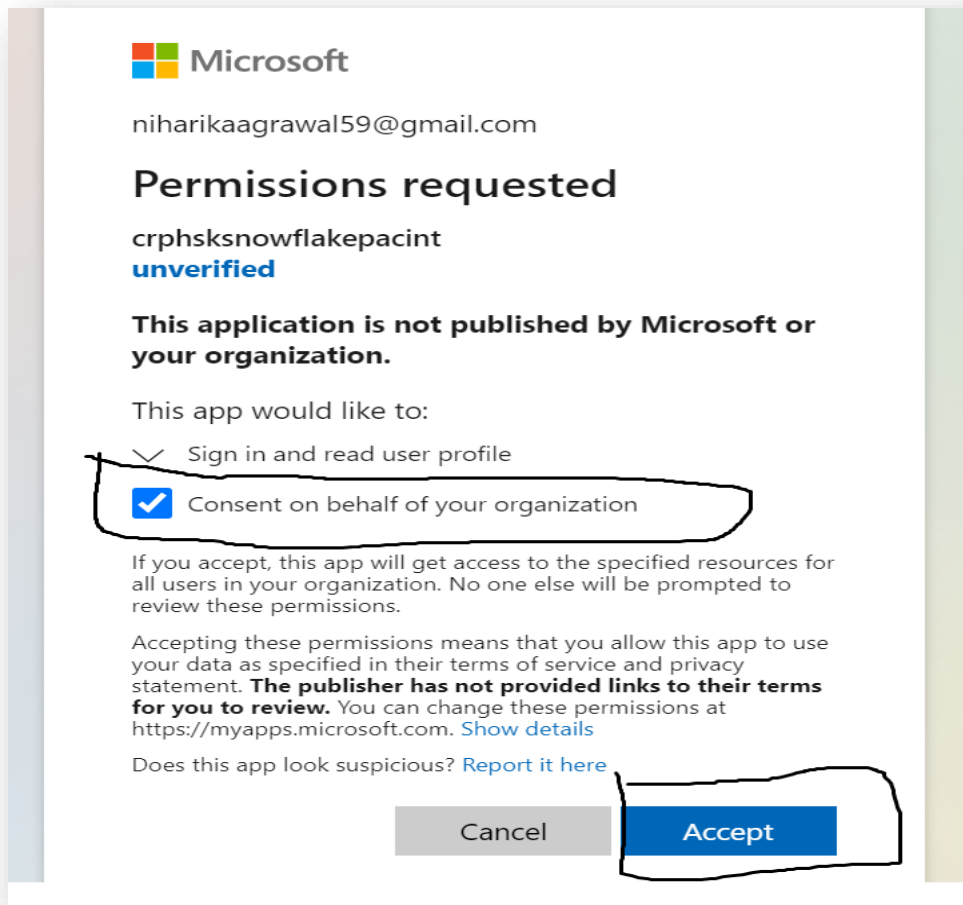 Microsoft
niharikaagrawal59@gmail.com
Permissions requested
crphsksnowflakepacint
unverified
This application is not published by Microsoft or
your organization.
This app would like to:
Sign in and read user profile
Consent on behalf of your organization
If you accept, this app will get access to the specified resources for
all users in your organization. No one else will be prompted to
review these permissions.
Accepting these permissions means that you allow this app to use
your data as specified in their terms of service and privacy
statement. The publisher has not provided links to their terms
for you to review. You can change these permissions at
https://myapps.microsoft.com. Show details
Does this app look suspicious? Report it here
Cancel Accept